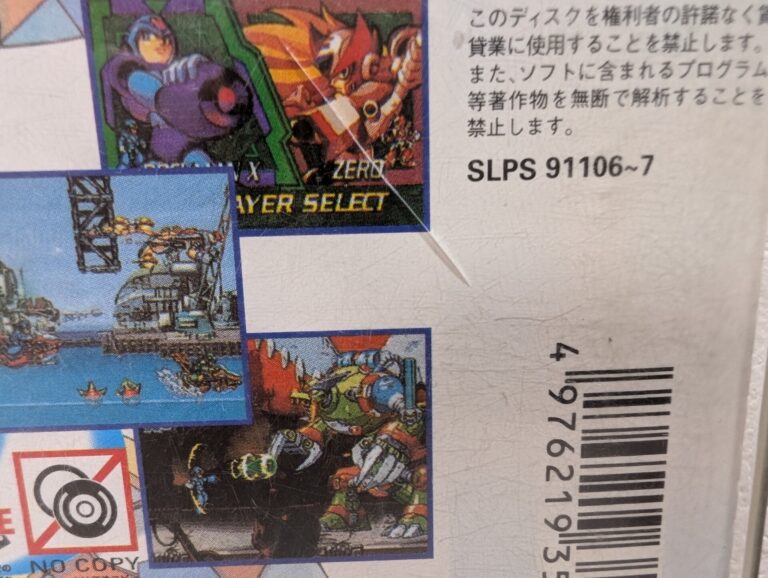 このディスクを権利者の許諾なく賃
貸業に使用することを禁止します。
また、ソフトに含まれるプログラム
等著作物を無断で解析することを
禁止します。
SLPS 91106~7
X
ZERO
AYER SELECT
4 976219 35
NO COPY